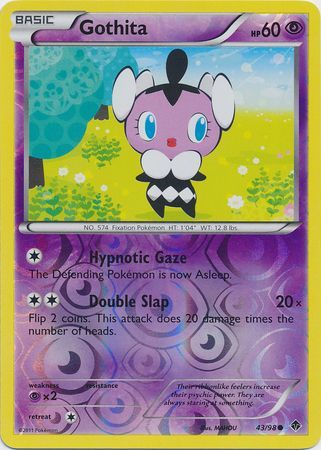 BASIC
Gothita
HP60
NO. 574 Fixation Pokémon HT: 1'04" WT: 12.8 lbs
Hypnotic Gaze
The Defending Pokémon is now Asleep.
Double Slap 20×
Flip 2 coins. This attack does 20 damage times
the number of heads.
weakness
×2
resistance
retreat
Their ribbonlike feelers increase
their psychic power. They are
always staring at something.
©2011 Pokémon
illus. MAHOU
43/98